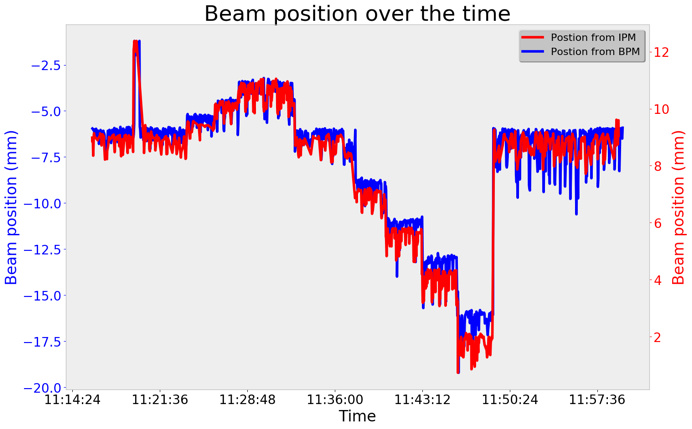 Beam position over the time
Postion from IPM
Postion from BPM
Beam position (mm)
−2.5
−5.0
−7.5
−10.0
−12.5
−15.0
−17.5
−20.0
12
10
8
6
4
2
Beam position (mm)
11:14:24 11:21:36 11:28:48 11:36:00 11:43:12 11:50:24 11:57:36
Time